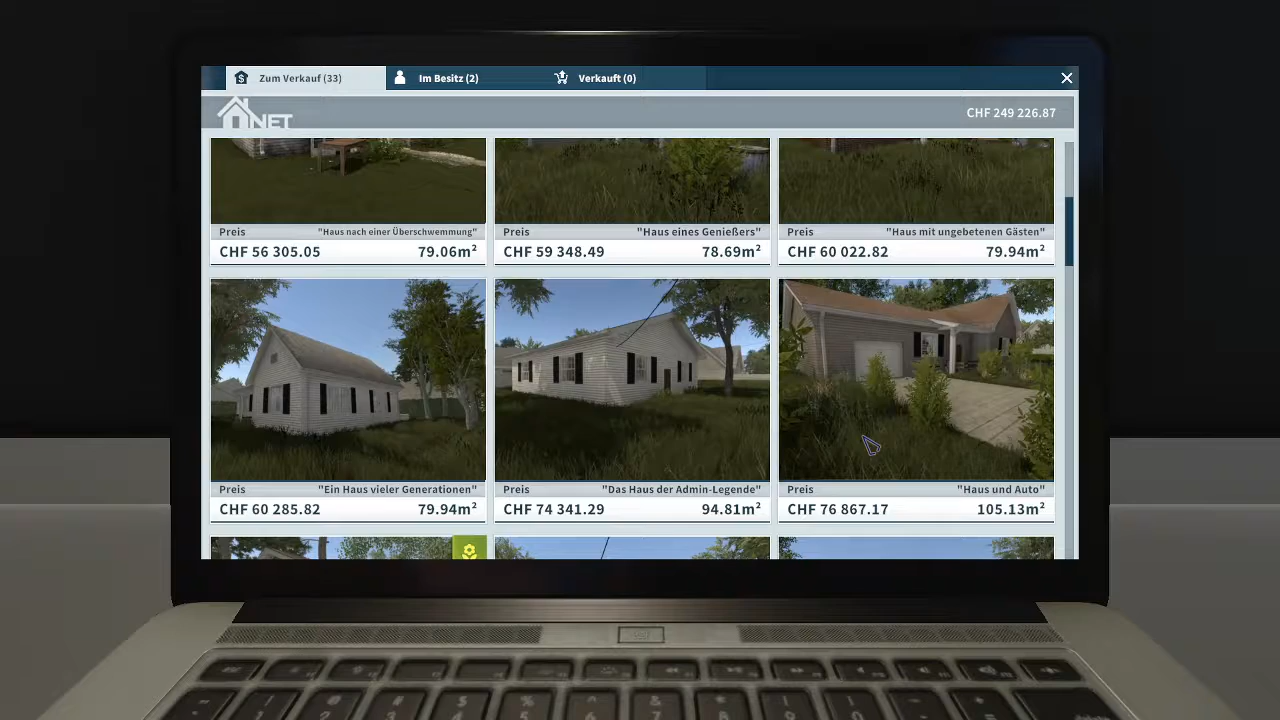 Zum Verkauf (33)
Im Besitz (2)
Verkauft (0)
NET
CHF 249 226.87
Preis "Haus nach einer Überschwemmung"
CHF 56 305.05 79.06m²
Preis "Haus eines Genießers"
CHF 59 348.49 78.69m²
Preis "Haus mit ungebetenen Gästen"
CHF 60 022.82 79.94m²
Preis "Ein Haus vieler Generationen"
CHF 60 285.82 79.94m²
Preis "Das Haus der Admin-Legende"
CHF 74 341.29 94.81m²
Preis "Haus und Auto"
CHF 76 867.17 105.13m²